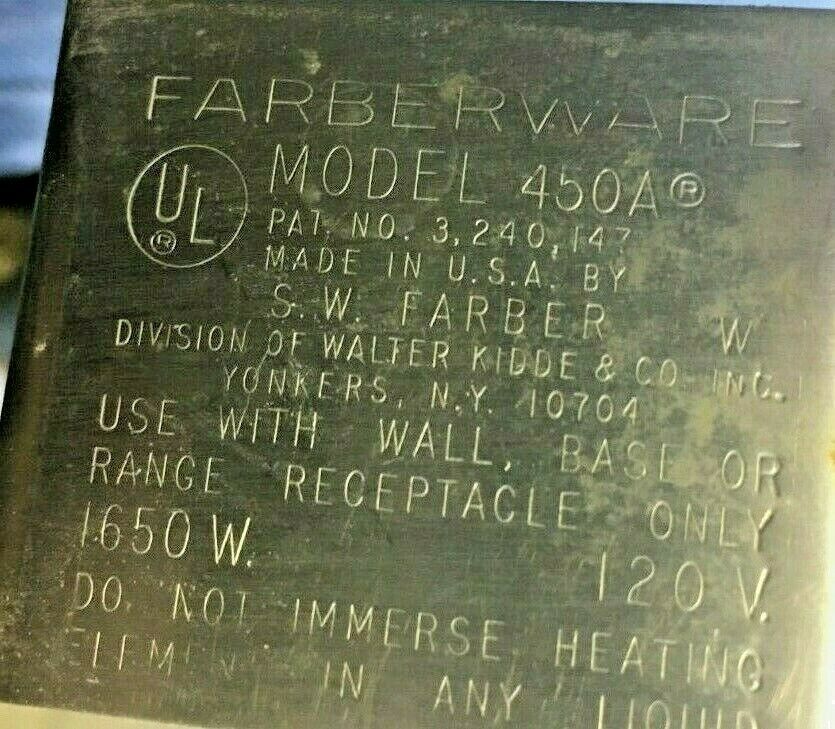 FARBERWARE
UL® MODEL 450A®
PAT. NO. 3,240,147
MADE IN U.S.A. BY
S.W. FARBER W
DIVISION OF WALTER KIDDE & CO. INC.
YONKERS, N.Y. 10704
USE WITH WALL, BASE OR
RANGE RECEPTACLE ONLY
1650 W. 120 V.
DO NOT IMMERSE HEATING
IN ANY LIQUID